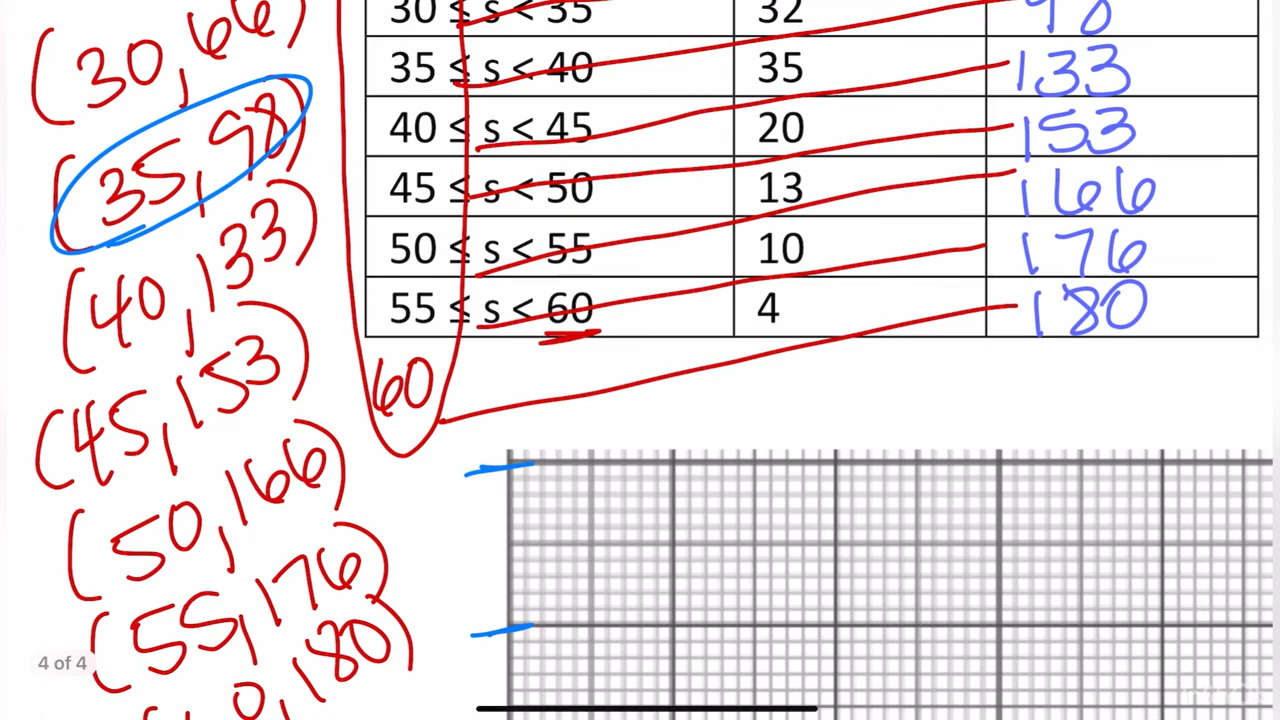 30 ≤ s < 35 32 98
35 ≤ s < 40 35 133
40 ≤ s < 45 20 153
45 ≤ s < 50 13 166
50 ≤ s < 55 10 176
55 ≤ s < 60 4 180
60
(30,66)
(35,98)
(40,133)
(45,153)
(50,166)
(55,176)
0,180)
4 of 4